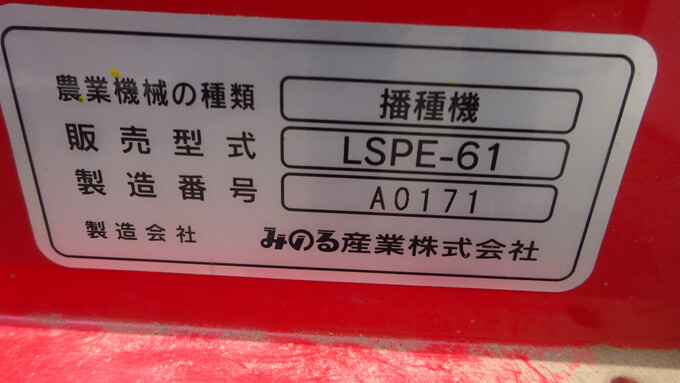 農業機械の種類 播種機
販売型式 LSPE-61
製造番号 A0171
製造会社 みのる産業株式会社